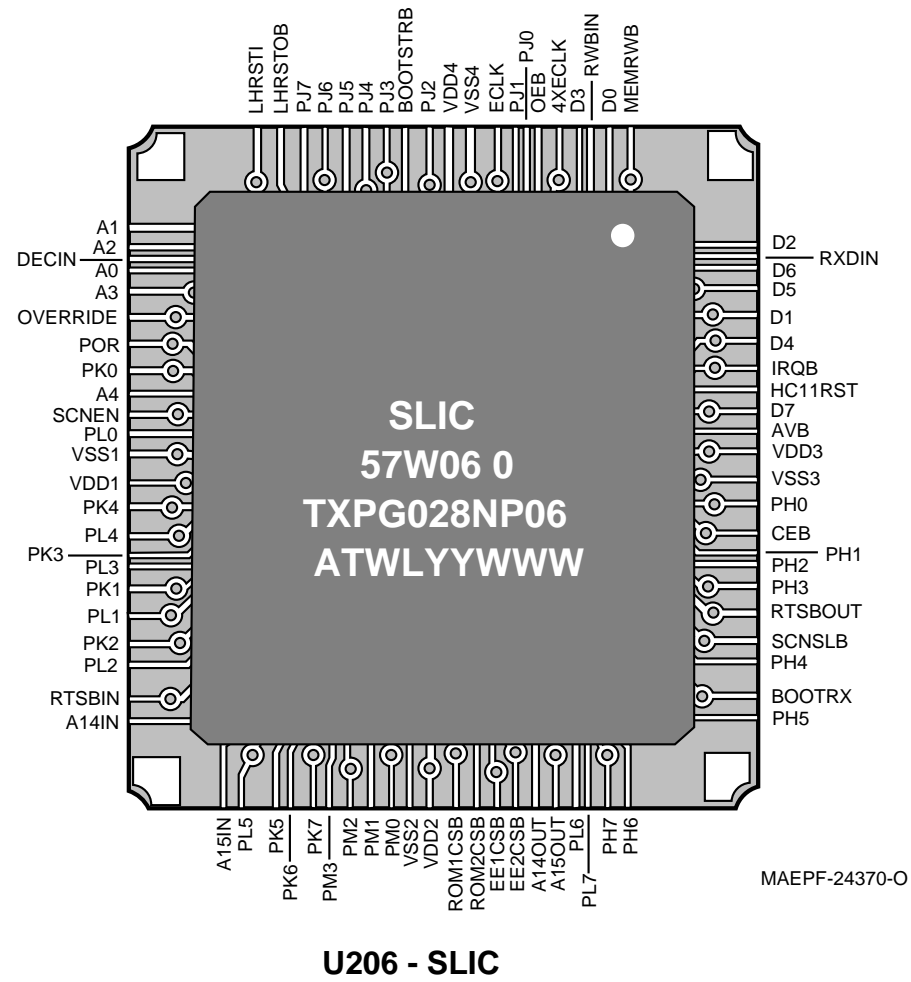 LHRSTI
LHRSTOB
PJ7
PJ6
PJ5
PJ4
PJ3
BOOTSTRB
PJ2
VDD4
VSS4
ECLK
PJ1
PJ0
OEB
4XECLK
D3
RWBIN
D0
MEMRWB
A1
A2
DECIN
A0
A3
OVERRIDE
POR
PK0
A4
SCNEN
PL0
VSS1
VDD1
PK4
PL4
PK3
PL3
PK1
PL1
PK2
PL2
RTSBIN
A14IN
SLIC
57W06 0
TXPG028NP06
ATWLYYWWW
D2
RXDIN
D6
D5
D1
D4
IRQB
HC11RST
D7
AVB
VDD3
VSS3
PH0
CEB
PH1
PH2
PH3
RTSBOUT
SCNSLB
PH4
BOOTRX
PH5
A15IN
PL5
PK5
PK6
PK7
PM3
PM2
PM1
PM0
VSS2
VDD2
ROM1CSB
ROM2CSB
EE1CSB
EE2CSB
A14OUT
A15OUT
PL6
PL7
PH7
PH6
MAEPF-24370-O
U206 - SLIC